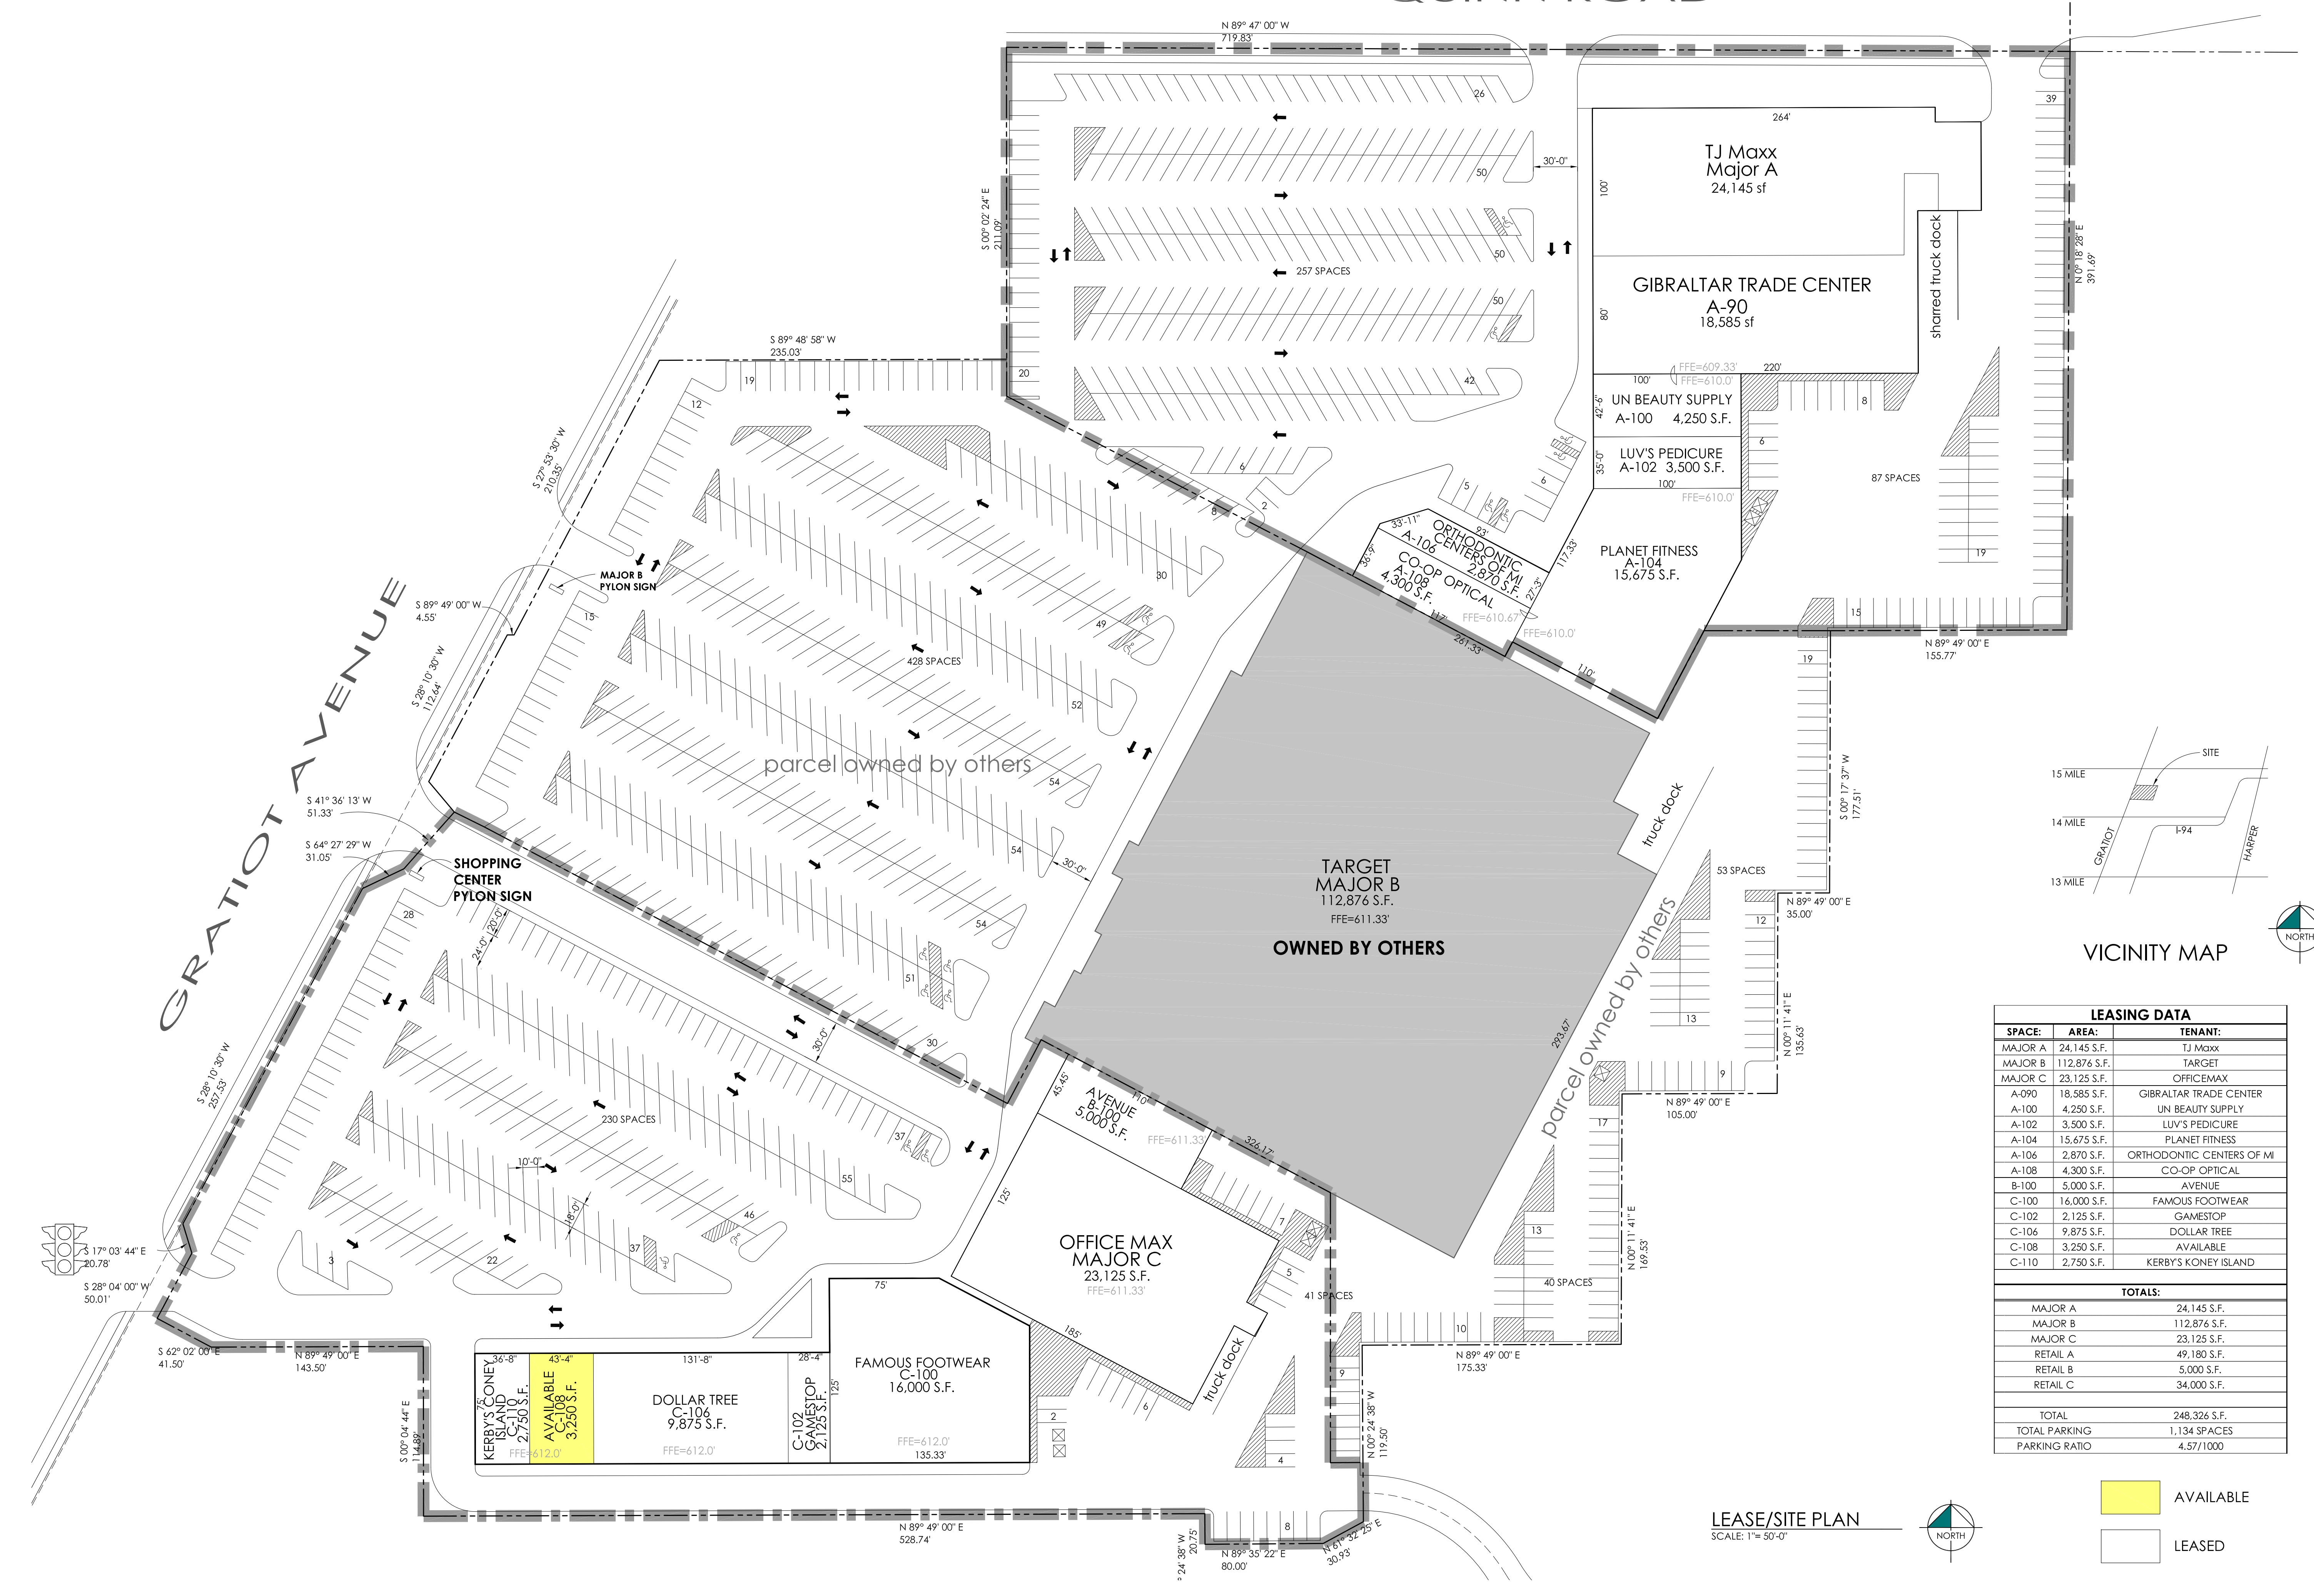 QUINN ROAD
N 89° 47' 00" W
719.83'
26
39
264'
TJ Maxx
Major A
24,145 sf
30'-0"
50
100'
S 00° 02' 24" E
211.09'
sharred truck dock
N 0° 18' 28" E
391.69'
50
257 SPACES
GIBRALTAR TRADE CENTER
A-90
18,585 sf
50
80'
S 89° 48' 58" W
235.03'
19
20
42
12
FFE=609.33'
220'
100'
FFE=610.0'
42'-6"
UN BEAUTY SUPPLY
A-100 4,250 S.F.
8
6
35'-0"
LUV'S PEDICURE
A-102 3,500 S.F.
100'
FFE=610.0'
87 SPACES
S 27° 53' 30" W
210.35'
6
5
6
2
8
33'-11"
93'
ORTHODONTIC
CENTERS OF MI
A-106
2,870 S.F.
36'-9"
CO-OP OPTICAL
A-108
4,300 S.F.
117.33'
27'-3"
PLANET FITNESS
A-104
15,675 S.F.
19
FFE=610.67'
FFE=610.0'
117'
261.33'
110'
15
N 89° 49' 00" E
155.77'
19
MAJOR B
PYLON SIGN
30
S 89° 49' 00" W
4.55'
15
49
428 SPACES
S 28° 10' 30" W
112.64'
GRATIOT AVENUE
52
parcel owned by others
54
S 41° 36' 13" W
51.33'
S 64° 27' 29" W
31.05'
SHOPPING
CENTER
PYLON SIGN
54
30'-0"
28
20'-0"
24'-0"
54
51
30
30'-0"
TARGET
MAJOR B
112,876 S.F.
FFE=611.33'
OWNED BY OTHERS
truck dock
S 00° 17' 37" W
177.51'
53 SPACES
parcel owned by others
N 89° 49' 00" E
35.00'
12
13
N 00° 11' 41" E
135.63'
293.67'
9
N 89° 49' 00" E
105.00'
17
SITE
15 MILE
14 MILE
I-94
GRATIOT
HARPER
13 MILE
NORTH
VICINITY MAP
S 28° 10' 30" W
257.53'
230 SPACES
37
10'-0"
55
18'-0"
46
37
22
3
45.45'
AVENUE
B-100
5,000 S.F.
110'
FFE=611.33'
326.17'
125'
7
OFFICE MAX
MAJOR C
23,125 S.F.
FFE=611.33'
5
41 SPACES
185'
truck dock
13
40 SPACES
N 00° 11' 41" E
169.53'
10
N 89° 49' 00" E
175.33'
9
S 17° 03' 44" E
20.78'
S 28° 04' 00" W
50.01'
S 62° 02' 00" E
41.50'
N 89° 49' 00" E
143.50'
36'-8"
43'-4"
131'-8"
28'-4"
75'
75'
KERBY'S CONEY
ISLAND
C-110
2,750 S.F.
AVAILABLE
C-108
3,250 S.F.
FFE=612.0'
DOLLAR TREE
C-106
9,875 S.F.
FFE=612.0'
C-102
GAMESTOP
2,125 S.F.
125'
FAMOUS FOOTWEAR
C-100
16,000 S.F.
FFE=612.0'
135.33'
2
6
4
N 00° 24' 38" W
119.50'
S 00° 04' 44" E
114.89'
N 89° 49' 00" E
528.74'
° 24' 38" W
20.75'
8
N 89° 35' 22" E
80.00'
N 61° 32' 25" E
30.93'
LEASING DATA
SPACE: AREA: TENANT:
MAJOR A 24,145 S.F. TJ Maxx
MAJOR B 112,876 S.F. TARGET
MAJOR C 23,125 S.F. OFFICEMAX
A-090 18,585 S.F. GIBRALTAR TRADE CENTER
A-100 4,250 S.F. UN BEAUTY SUPPLY
A-102 3,500 S.F. LUV'S PEDICURE
A-104 15,675 S.F. PLANET FITNESS
A-106 2,870 S.F. ORTHODONTIC CENTERS OF MI
A-108 4,300 S.F. CO-OP OPTICAL
B-100 5,000 S.F. AVENUE
C-100 16,000 S.F. FAMOUS FOOTWEAR
C-102 2,125 S.F. GAMESTOP
C-106 9,875 S.F. DOLLAR TREE
C-108 3,250 S.F. AVAILABLE
C-110 2,750 S.F. KERBY'S KONEY ISLAND
TOTALS:
MAJOR A 24,145 S.F.
MAJOR B 112,876 S.F.
MAJOR C 23,125 S.F.
RETAIL A 49,180 S.F.
RETAIL B 5,000 S.F.
RETAIL C 34,000 S.F.
TOTAL 248,326 S.F.
TOTAL PARKING 1,134 SPACES
PARKING RATIO 4.57/1000
AVAILABLE
LEASED
LEASE/SITE PLAN
SCALE: 1"= 50'-0"
NORTH